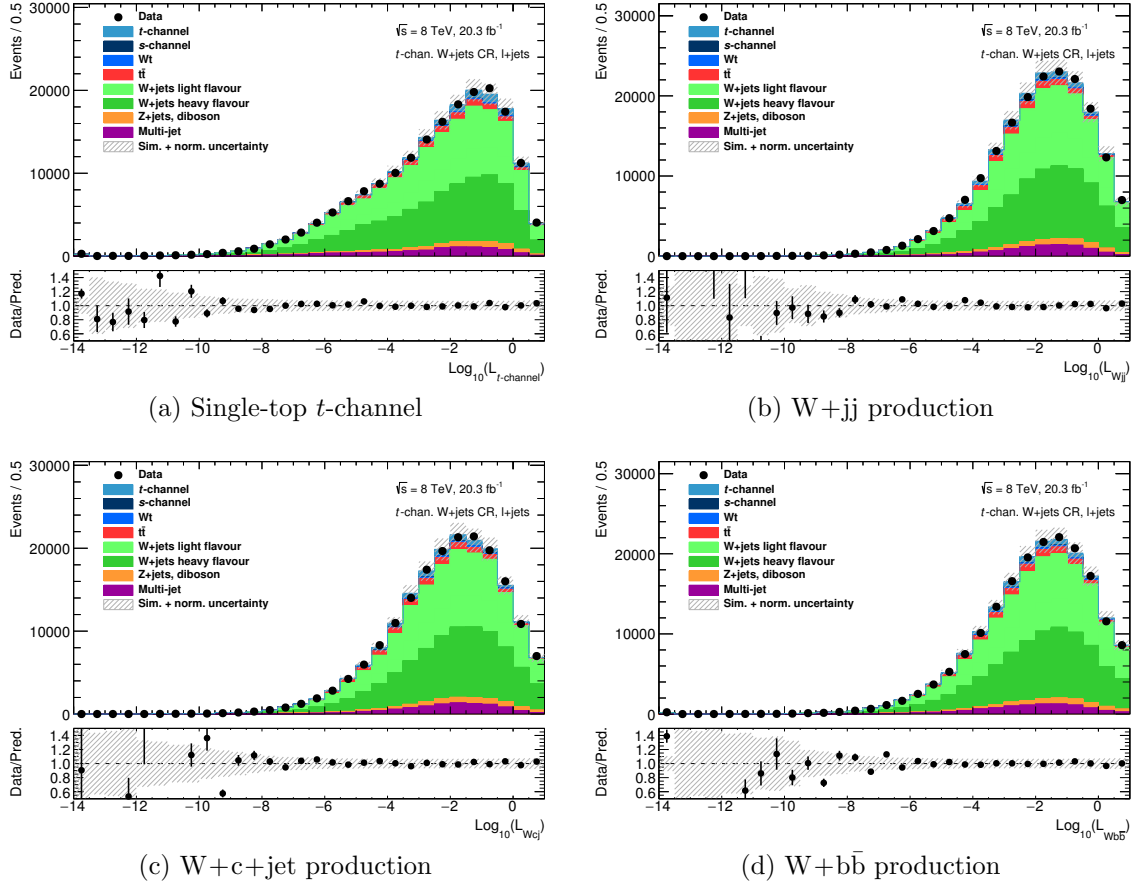 Events / 0.5
30000
20000
10000
0
Data
t-channel
s-channel
Wt
tt̄
W+jets light flavour
W+jets heavy flavour
Z+jets, diboson
Multi-jet
Sim. + norm. uncertainty
√s = 8 TeV, 20.3 fb⁻¹
t-chan. W+jets CR, l+jets
Data/Pred.
1.4
1.2
1.0
0.8
0.6
−14 −12 −10 −8 −6 −4 −2 0
Log₁₀(L_t-channel)
(a) Single-top t-channel
Events / 0.5
30000
20000
10000
0
Data
t-channel
s-channel
Wt
tt̄
W+jets light flavour
W+jets heavy flavour
Z+jets, diboson
Multi-jet
Sim. + norm. uncertainty
√s = 8 TeV, 20.3 fb⁻¹
t-chan. W+jets CR, l+jets
Data/Pred.
1.4
1.2
1.0
0.8
0.6
−14 −12 −10 −8 −6 −4 −2 0
Log₁₀(L_Wjj)
(b) W+jj production
Events / 0.5
30000
20000
10000
0
Data
t-channel
s-channel
Wt
tt̄
W+jets light flavour
W+jets heavy flavour
Z+jets, diboson
Multi-jet
Sim. + norm. uncertainty
√s = 8 TeV, 20.3 fb⁻¹
t-chan. W+jets CR, l+jets
Data/Pred.
1.4
1.2
1.0
0.8
0.6
−14 −12 −10 −8 −6 −4 −2 0
Log₁₀(L_Wcj)
(c) W+c+jet production
Events / 0.5
30000
20000
10000
0
Data
t-channel
s-channel
Wt
tt̄
W+jets light flavour
W+jets heavy flavour
Z+jets, diboson
Multi-jet
Sim. + norm. uncertainty
√s = 8 TeV, 20.3 fb⁻¹
t-chan. W+jets CR, l+jets
Data/Pred.
1.4
1.2
1.0
0.8
0.6
−14 −12 −10 −8 −6 −4 −2 0
Log₁₀(L_Wbb̄)
(d) W+bb̄ production